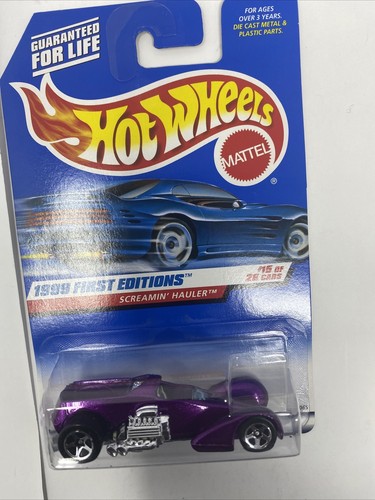 GUARANTEED
FOR LIFE
FOR AGES
OVER 3 YEARS.
DIE CAST METAL &
PLASTIC PARTS.
Hot Wheels
MATTEL
®
1999 FIRST EDITIONS™
SCREAMIN' HAULER™
#15 OF
26 CARS